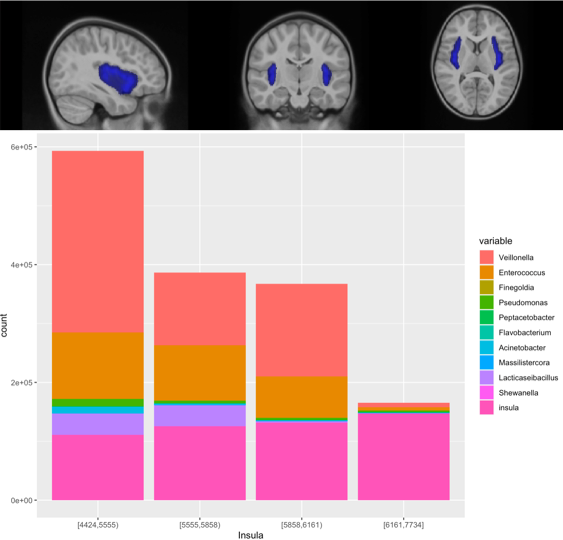 6e+05
4e+05
2e+05
0e+00
count
[4424,5555)
[5555,5858)
[5858,6161)
[6161,7734]
Insula
variable
Veillonella
Enterococcus
Finegoldia
Pseudomonas
Peptacetobacter
Flavobacterium
Acinetobacter
Massilistercora
Lacticaseibacillus
Shewanella
insula